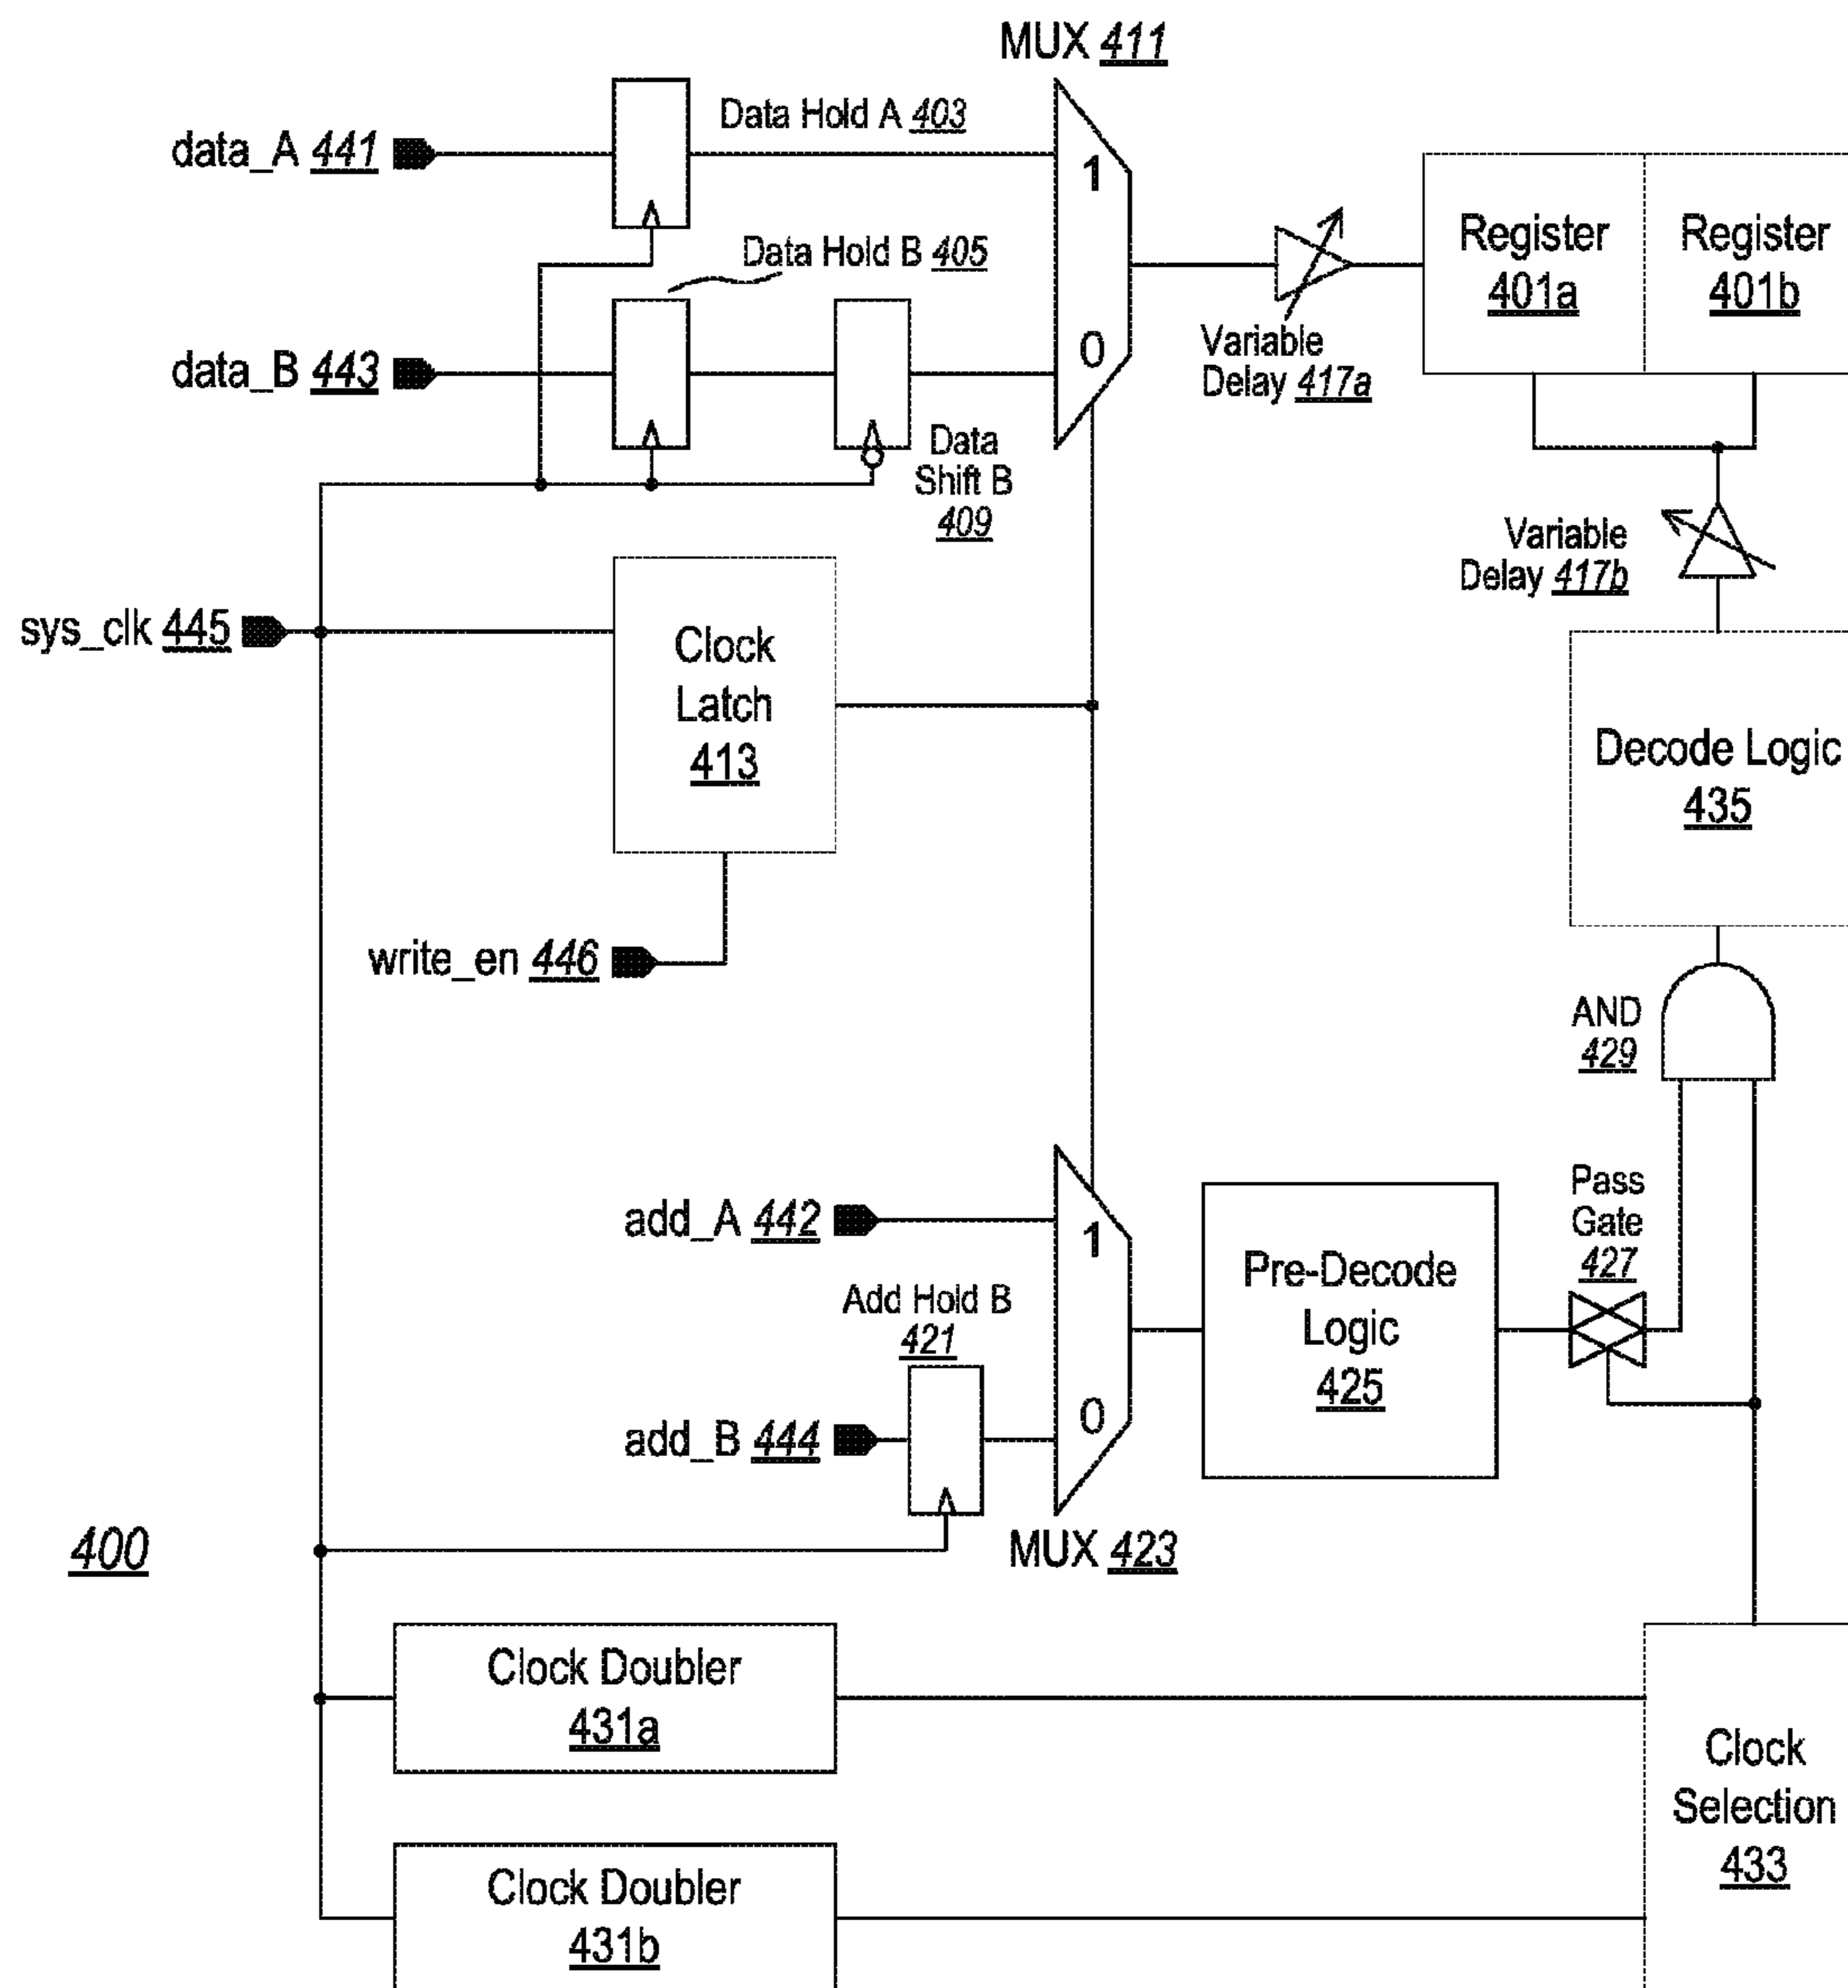 MUX 411
data_A 441
Data Hold A 403
1
Data Hold B 405
data_B 443
0
Data
Shift B
409
Variable
Delay 417a
Register
401a
Register
401b
Variable
Delay 417b
sys_clk 445
Clock
Latch
413
Decode Logic
435
write_en 446
AND
429
add_A 442
1
Pre-Decode
Logic
425
Pass
Gate
427
Add Hold B
421
add_B 444
0
MUX 423
400
Clock Doubler
431a
Clock
Selection
433
Clock Doubler
431b